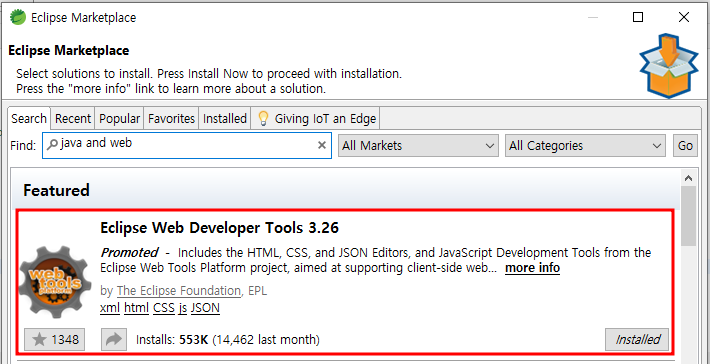 Eclipse Marketplace
Eclipse Marketplace
Select solutions to install. Press Install Now to proceed with installation.
Press the "more info" link to learn more about a solution.
Search Recent Popular Favorites Installed Giving IoT an Edge
Find: java and web All Markets All Categories Go
Featured
Eclipse Web Developer Tools 3.26
Promoted - Includes the HTML, CSS, and JSON Editors, and JavaScript Development Tools from the
Eclipse Web Tools Platform project, aimed at supporting client-side web... more info
web
tools
platform
by The Eclipse Foundation, EPL
xml html CSS js JSON
1348 Installs: 553K (14,462 last month) Installed